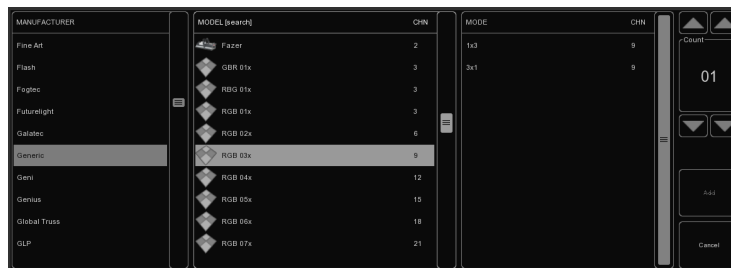 MANUFACTURER MODEL [search] CHN MODE CHN
Count
Fine Art Fazer 2 1x3 9
Flash GBR 01x 3 3x1 9
01
Fogtec RBG 01x 3
Futurelight RGB 01x 3
Galatec RGB 02x 6
Generic RGB 03x 9
Geni RGB 04x 12
Add
Genius RGB 05x 15
Global Truss RGB 06x 18
GLP RGB 07x 21
Cancel